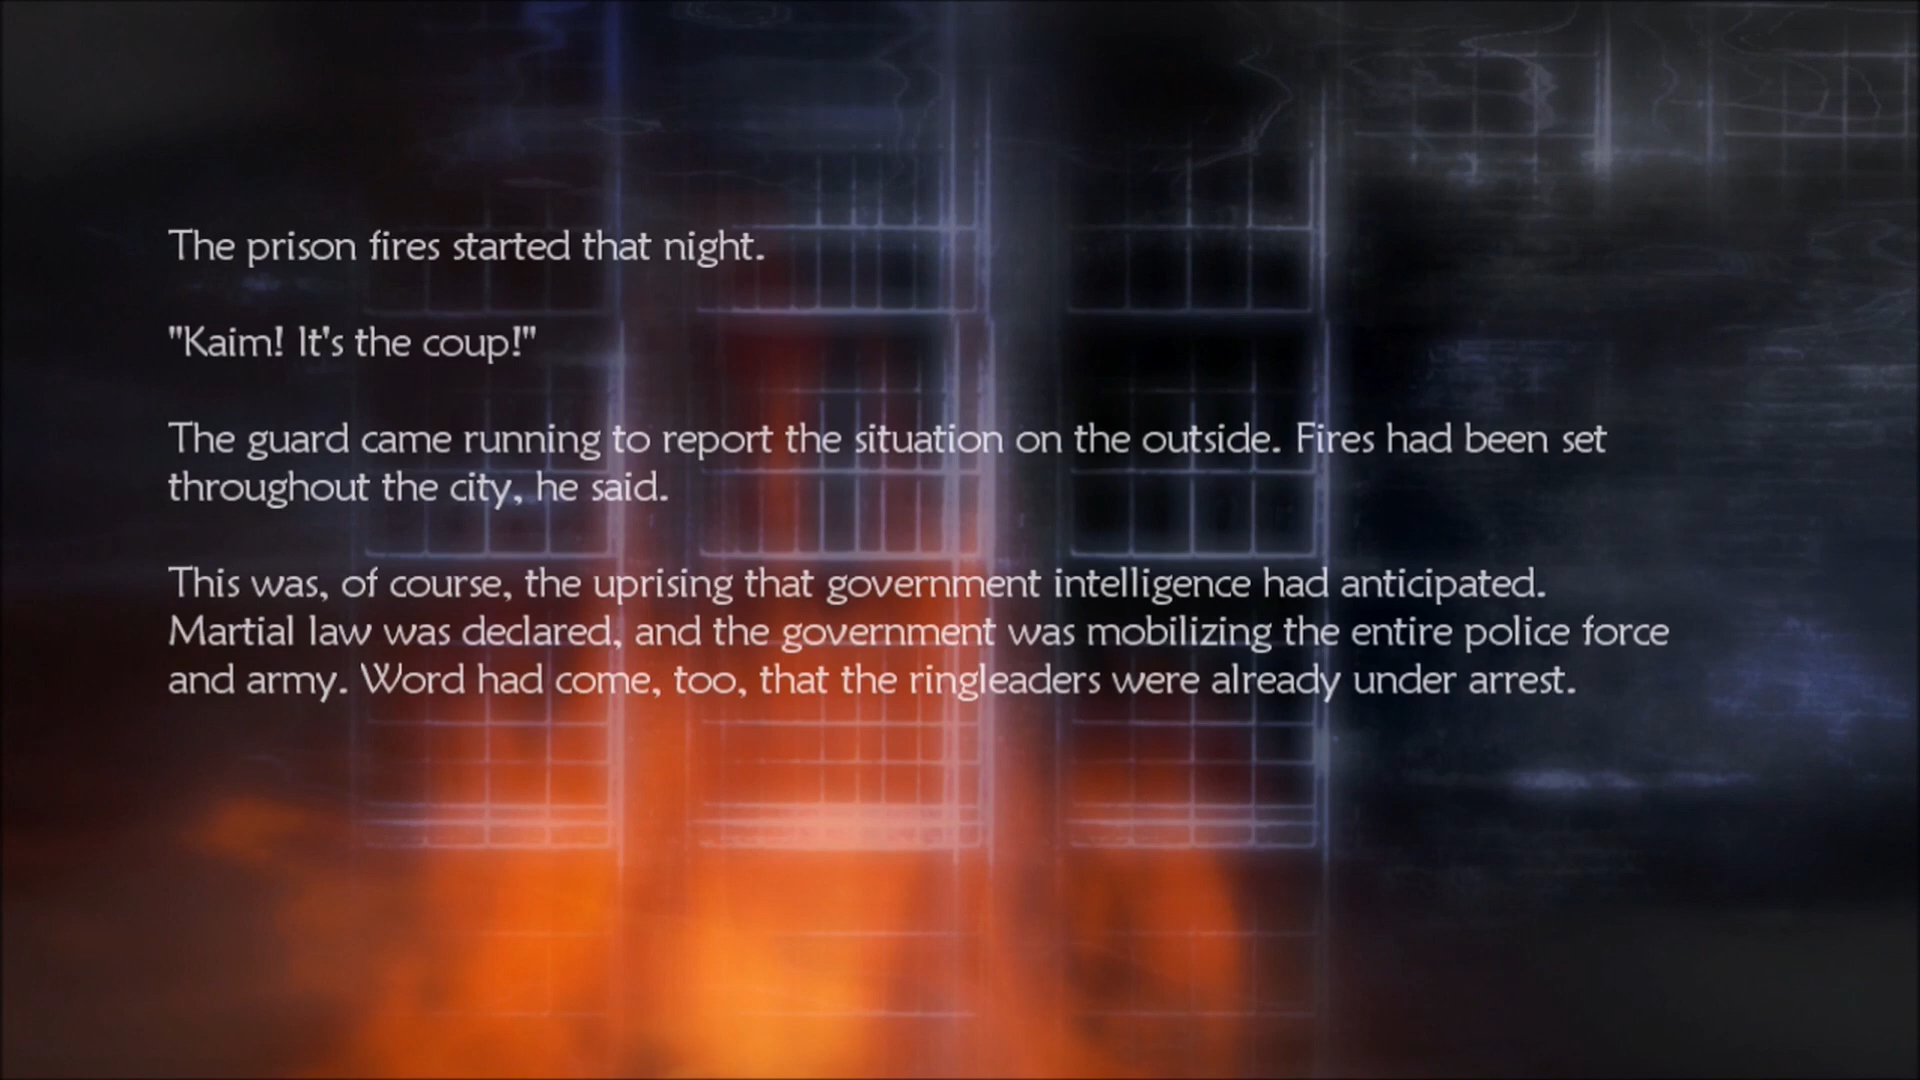 The prison fires started that night.
"Kaim! It's the coup!"
The guard came running to report the situation on the outside. Fires had been set
throughout the city, he said.
This was, of course, the uprising that government intelligence had anticipated.
Martial law was declared, and the government was mobilizing the entire police force
and army. Word had come, too, that the ringleaders were already under arrest.